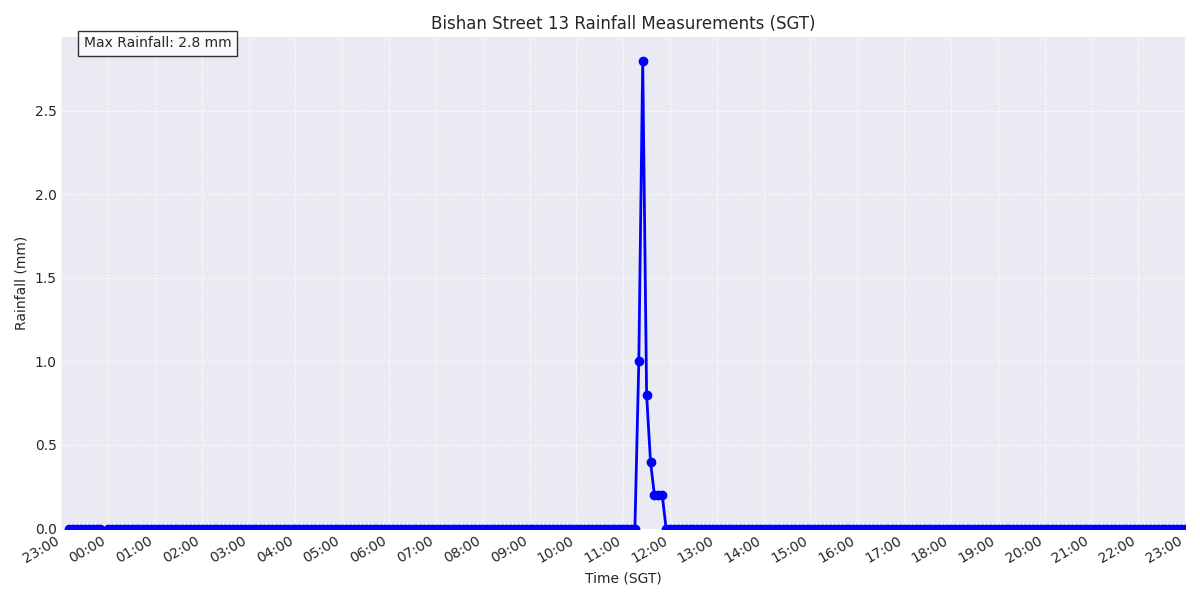 Bishan Street 13 Rainfall Measurements (SGT)
Max Rainfall: 2.8 mm
Rainfall (mm)
2.5
2.0
1.5
1.0
0.5
0.0
23:00 00:00 01:00 02:00 03:00 04:00 05:00 06:00 07:00 08:00 09:00 10:00 11:00 12:00 13:00 14:00 15:00 16:00 17:00 18:00 19:00 20:00 21:00 22:00 23:00
Time (SGT)